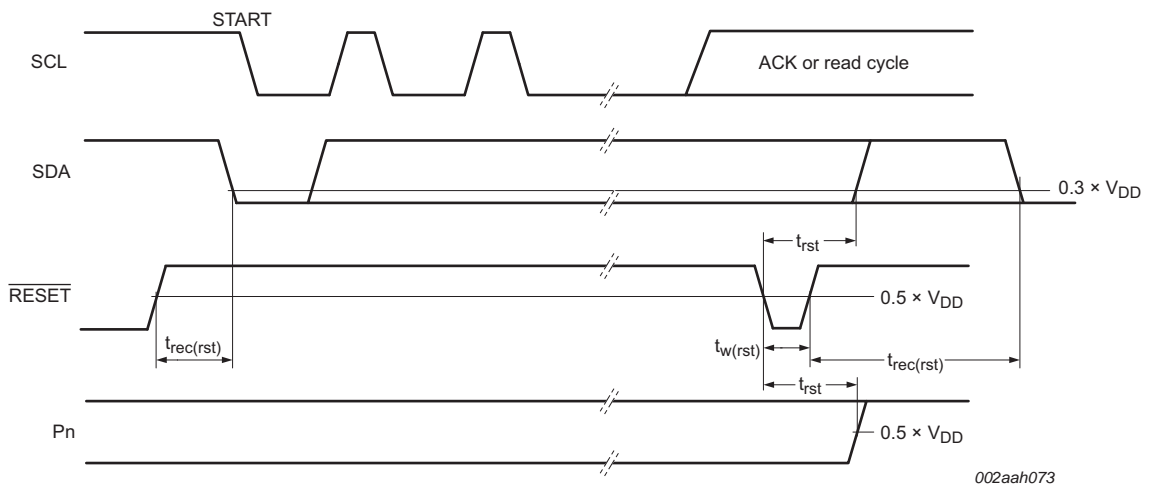 START
SCL
ACK or read cycle
SDA
0.3 × VDD
trst
RESET
0.5 × VDD
trec(rst)
tw(rst)
trec(rst)
trst
Pn
0.5 × VDD
002aah073